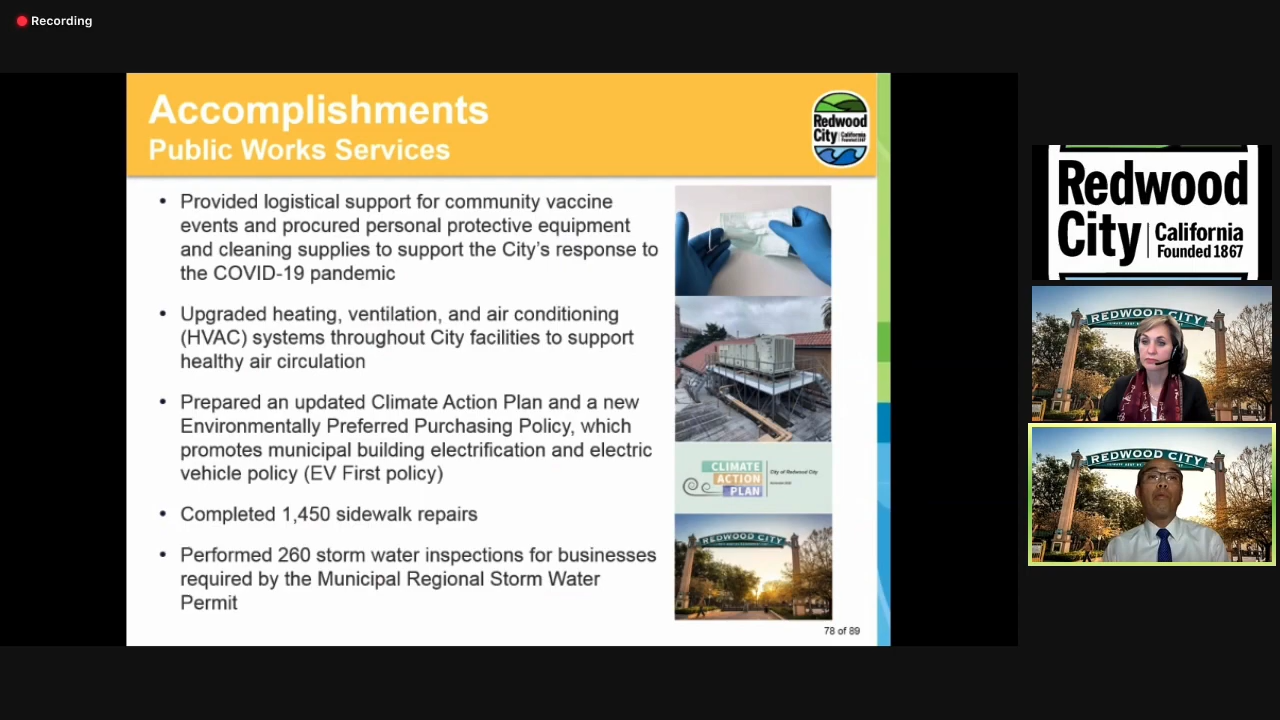 Recording
Accomplishments
Public Works Services
Redwood
City
California
Founded 1867
• Provided logistical support for community vaccine
events and procured personal protective equipment
and cleaning supplies to support the City's response to
the COVID-19 pandemic
• Upgraded heating, ventilation, and air conditioning
(HVAC) systems throughout City facilities to support
healthy air circulation
• Prepared an updated Climate Action Plan and a new
Environmentally Preferred Purchasing Policy, which
promotes municipal building electrification and electric
vehicle policy (EV First policy)
• Completed 1,450 sidewalk repairs
• Performed 260 storm water inspections for businesses
required by the Municipal Regional Storm Water
Permit
CLIMATE
ACTION
PLAN
City of Redwood City
REDWOOD CITY
78 of 89
Redwood
City
California
Founded 1867
REDWOOD CITY
REDWOOD CITY